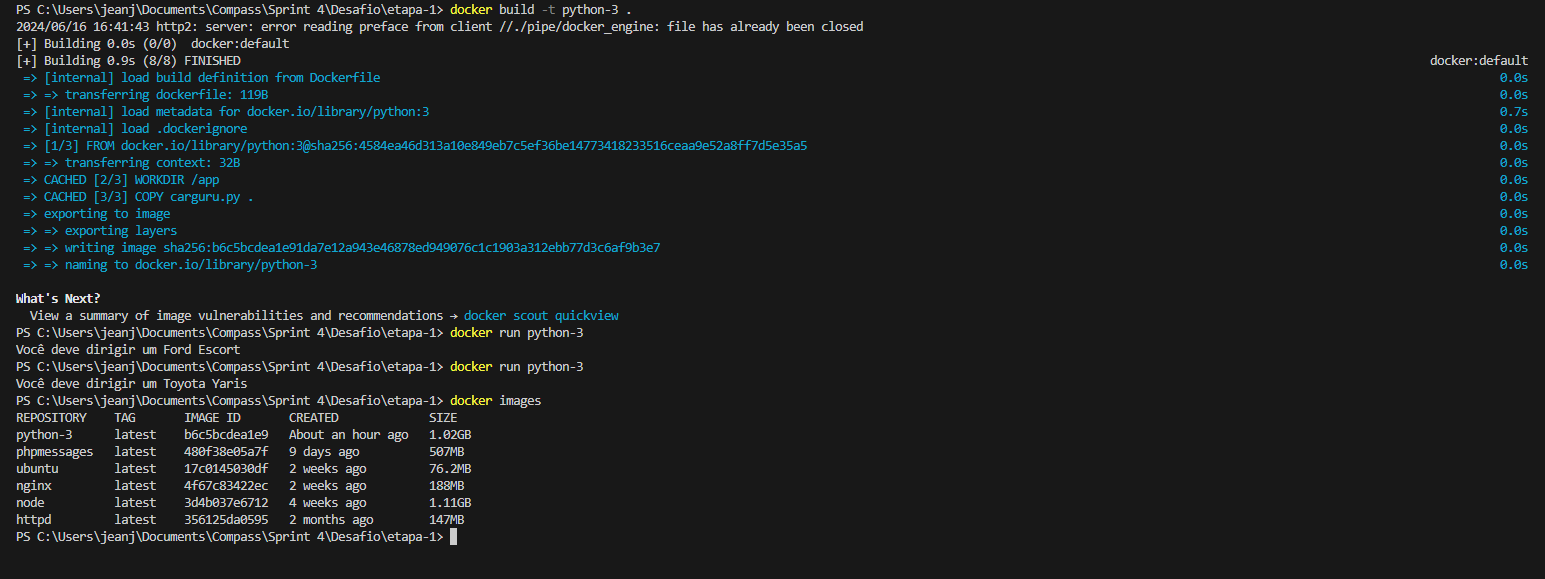 PS C:\Users\jeanj\Documents\Compass\Sprint 4\Desafio\etapa-1> docker build -t python-3 .
2024/06/16 16:41:43 http2: server: error reading preface from client //./pipe/docker_engine: file has already been closed
[+] Building 0.0s (0/0)  docker:default
[+] Building 0.9s (8/8) FINISHED docker:default
=> [internal] load build definition from Dockerfile 0.0s
=> => transferring dockerfile: 119B 0.0s
=> [internal] load metadata for docker.io/library/python:3 0.7s
=> [internal] load .dockerignore 0.0s
=> [1/3] FROM docker.io/library/python:3@sha256:4584ea46d313a10e849eb7c5ef36be14773418233516ceaa9e52a8ff7d5e35a5 0.0s
=> => transferring context: 32B 0.0s
=> CACHED [2/3] WORKDIR /app 0.0s
=> CACHED [3/3] COPY carguru.py . 0.0s
=> exporting to image 0.0s
=> => exporting layers 0.0s
=> => writing image sha256:b6c5bcdea1e91da7e12a943e46878ed949076c1c1903a312ebb77d3c6af9b3e7 0.0s
=> => naming to docker.io/library/python-3 0.0s
What's Next?
View a summary of image vulnerabilities and recommendations → docker scout quickview
PS C:\Users\jeanj\Documents\Compass\Sprint 4\Desafio\etapa-1> docker run python-3
Você deve dirigir um Ford Escort
PS C:\Users\jeanj\Documents\Compass\Sprint 4\Desafio\etapa-1> docker run python-3
Você deve dirigir um Toyota Yaris
PS C:\Users\jeanj\Documents\Compass\Sprint 4\Desafio\etapa-1> docker images
REPOSITORY TAG IMAGE ID CREATED SIZE
python-3 latest b6c5bcdea1e9 About an hour ago 1.02GB
phpmessages latest 480f38e05a7f 9 days ago 507MB
ubuntu latest 17c0145030df 2 weeks ago 76.2MB
nginx latest 4f67c83422ec 2 weeks ago 188MB
node latest 3d4b037e6712 4 weeks ago 1.11GB
httpd latest 356125da0595 2 months ago 147MB
PS C:\Users\jeanj\Documents\Compass\Sprint 4\Desafio\etapa-1>